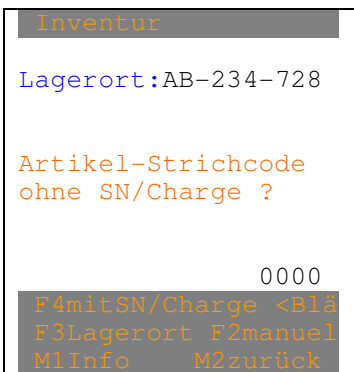 Inventur
Lagerort:AB-234-728
Artikel-Strichcode
ohne SN/Charge ?
0000
F4mitSN/Charge <Blä
F3Lagerort F2manuel
M1Info M2zurück